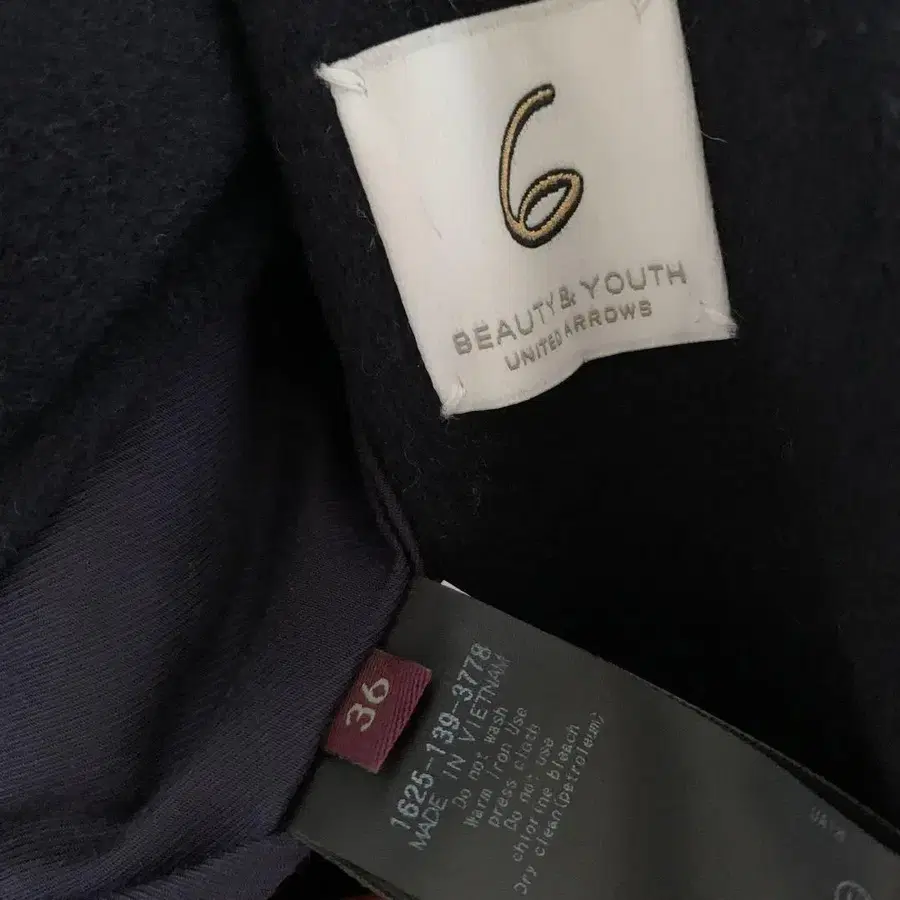 6
BEAUTY & YOUTH
UNITED ARROWS
36
1625-139-3778
MADE IN VIETNAM
Do not wash
Warm Iron Use
press cloth
Do not use
chlorine bleach
Dry clean(petroleum)